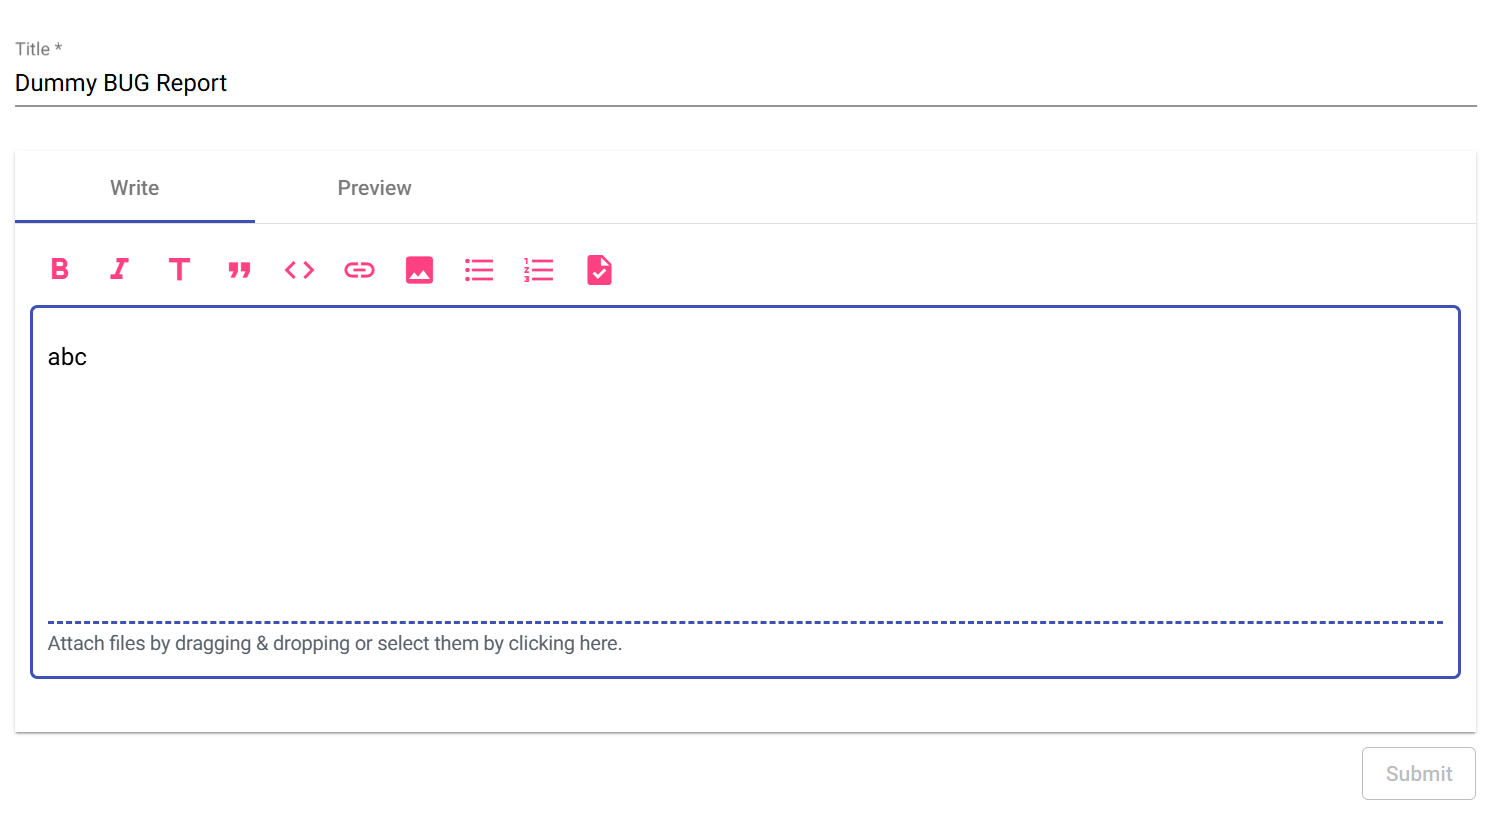 Title *
Dummy BUG Report
Write Preview
abc
Attach files by dragging & dropping or select them by clicking here.
Submit